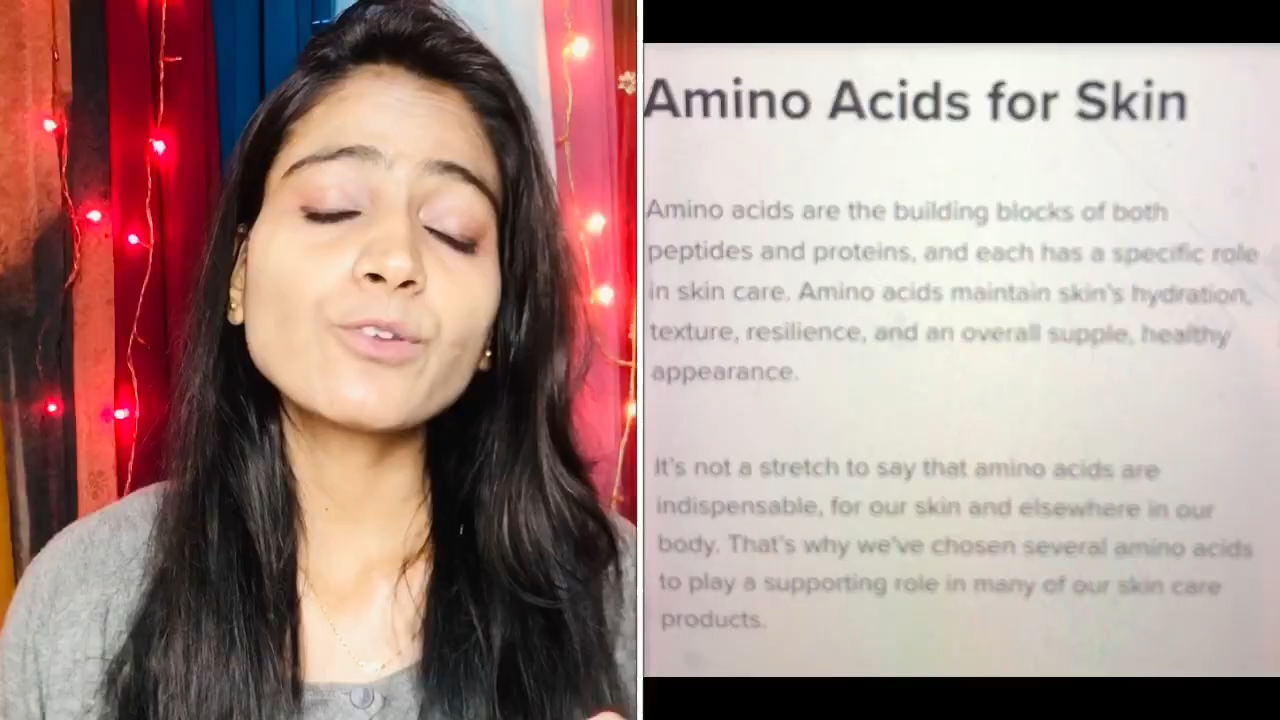 Amino Acids for Skin
Amino acids are the building blocks of both
peptides and proteins, and each has a specific role
in skin care. Amino acids maintain skin's hydration,
texture, resilience, and an overall supple, healthy
appearance.
It's not a stretch to say that amino acids are
indispensable, for our skin and elsewhere in our
body. That's why we've chosen several amino acids
to play a supporting role in many of our skin care
products.